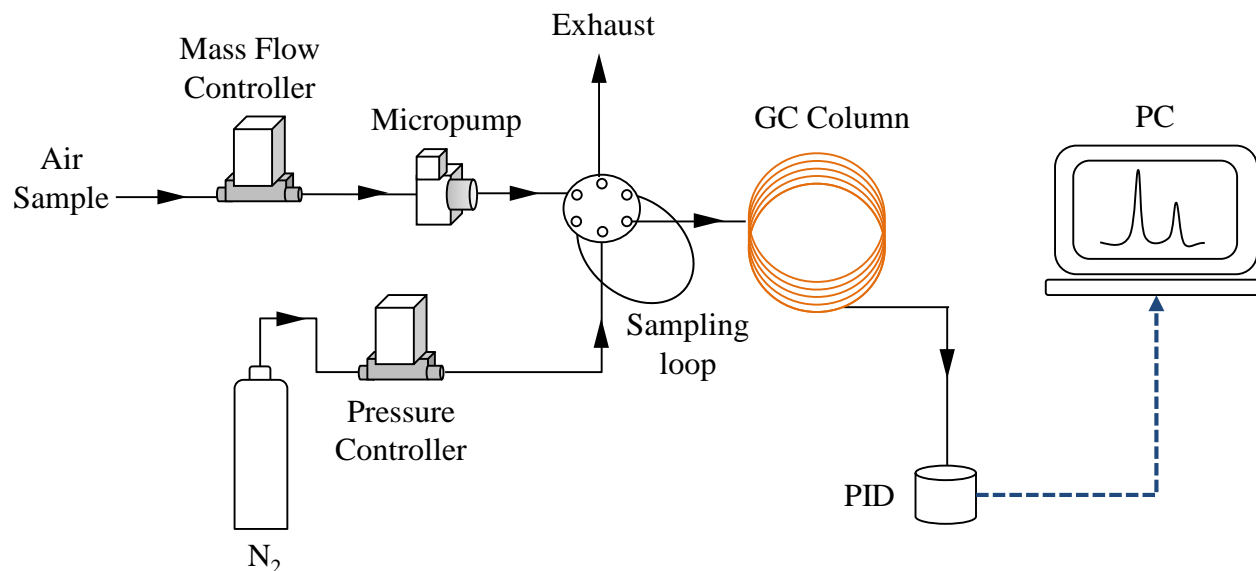 Exhaust
Mass Flow
Controller
Micropump
GC Column
PC
Air
Sample
Sampling
loop
Pressure
Controller
PID
N₂